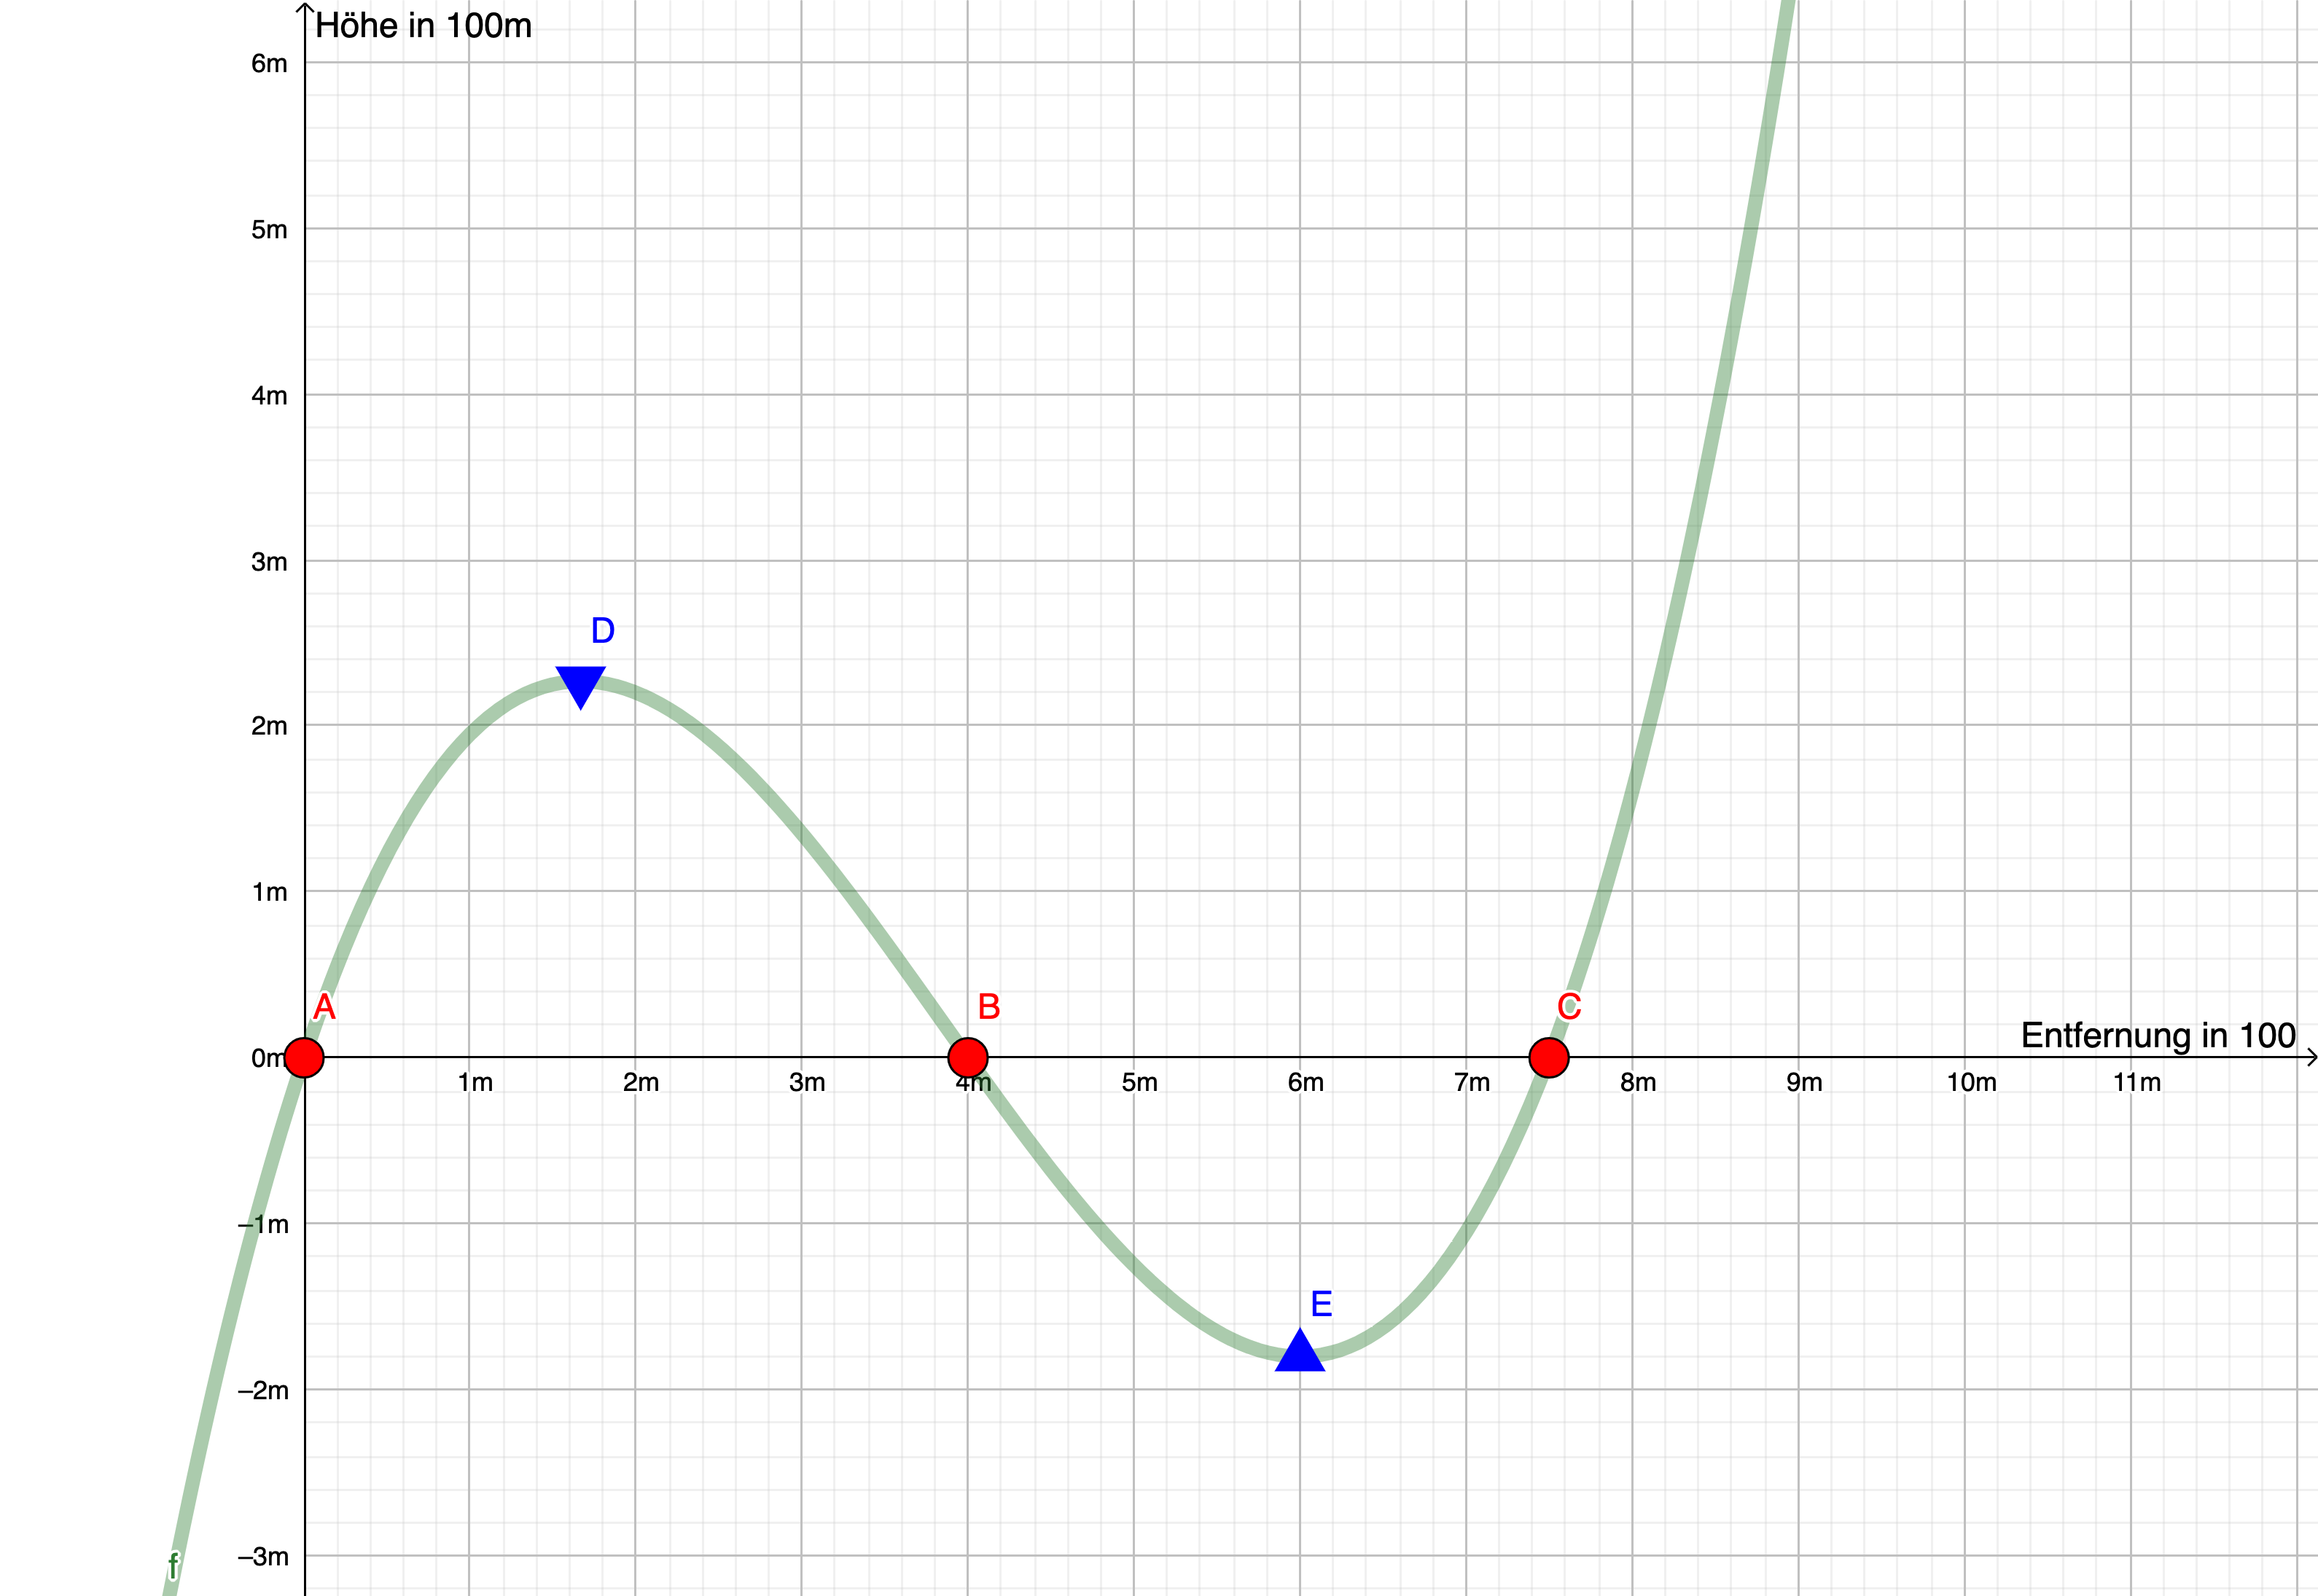 Höhe in 100m
6m
5m
4m
3m
D
2m
1m
A
B
C
Entfernung in 100
0m
1m 2m 3m 4m 5m 6m 7m 8m 9m 10m 11m
–1m
E
–2m
–3m
f